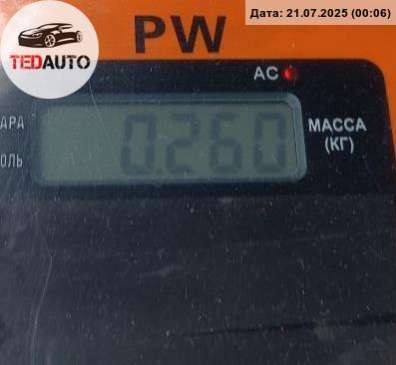 Дата: 21.07.2025 (00:06)
TEDAUTO
PW
AC
АРА
ОЛЬ
0.260
МАССА
(КГ)